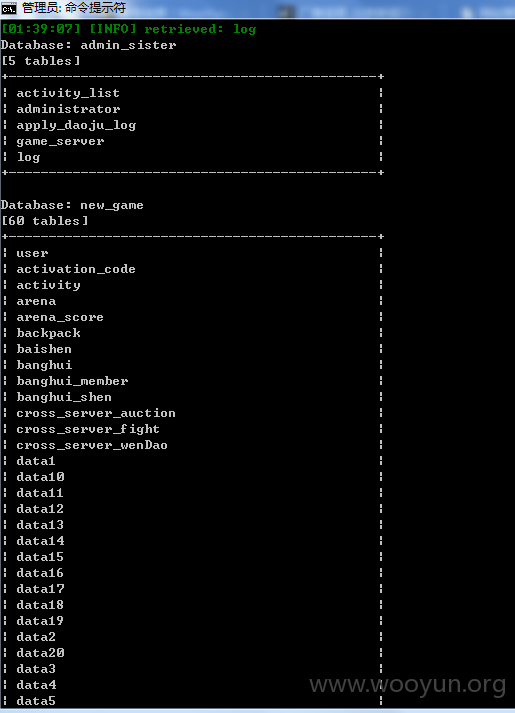 管理员: 命令提示符
[01:39:07] [INFO] retrieved: log
Database: admin_sister
[5 tables]
+---------------------------------------------+
| activity_list |
| administrator |
| apply_daoju_log |
| game_server |
| log |
+---------------------------------------------+
Database: new_game
[60 tables]
+---------------------------------------------+
| user |
| activation_code |
| activity |
| arena |
| arena_score |
| backpack |
| baishen |
| banghui |
| banghui_member |
| banghui_shen |
| cross_server_auction |
| cross_server_fight |
| cross_server_wenDao |
| data1 |
| data10 |
| data11 |
| data12 |
| data13 |
| data14 |
| data15 |
| data16 |
| data17 |
| data18 |
| data19 |
| data2 |
| data20 |
| data3 |
| data4 |
| data5 |
www.wooyun.org